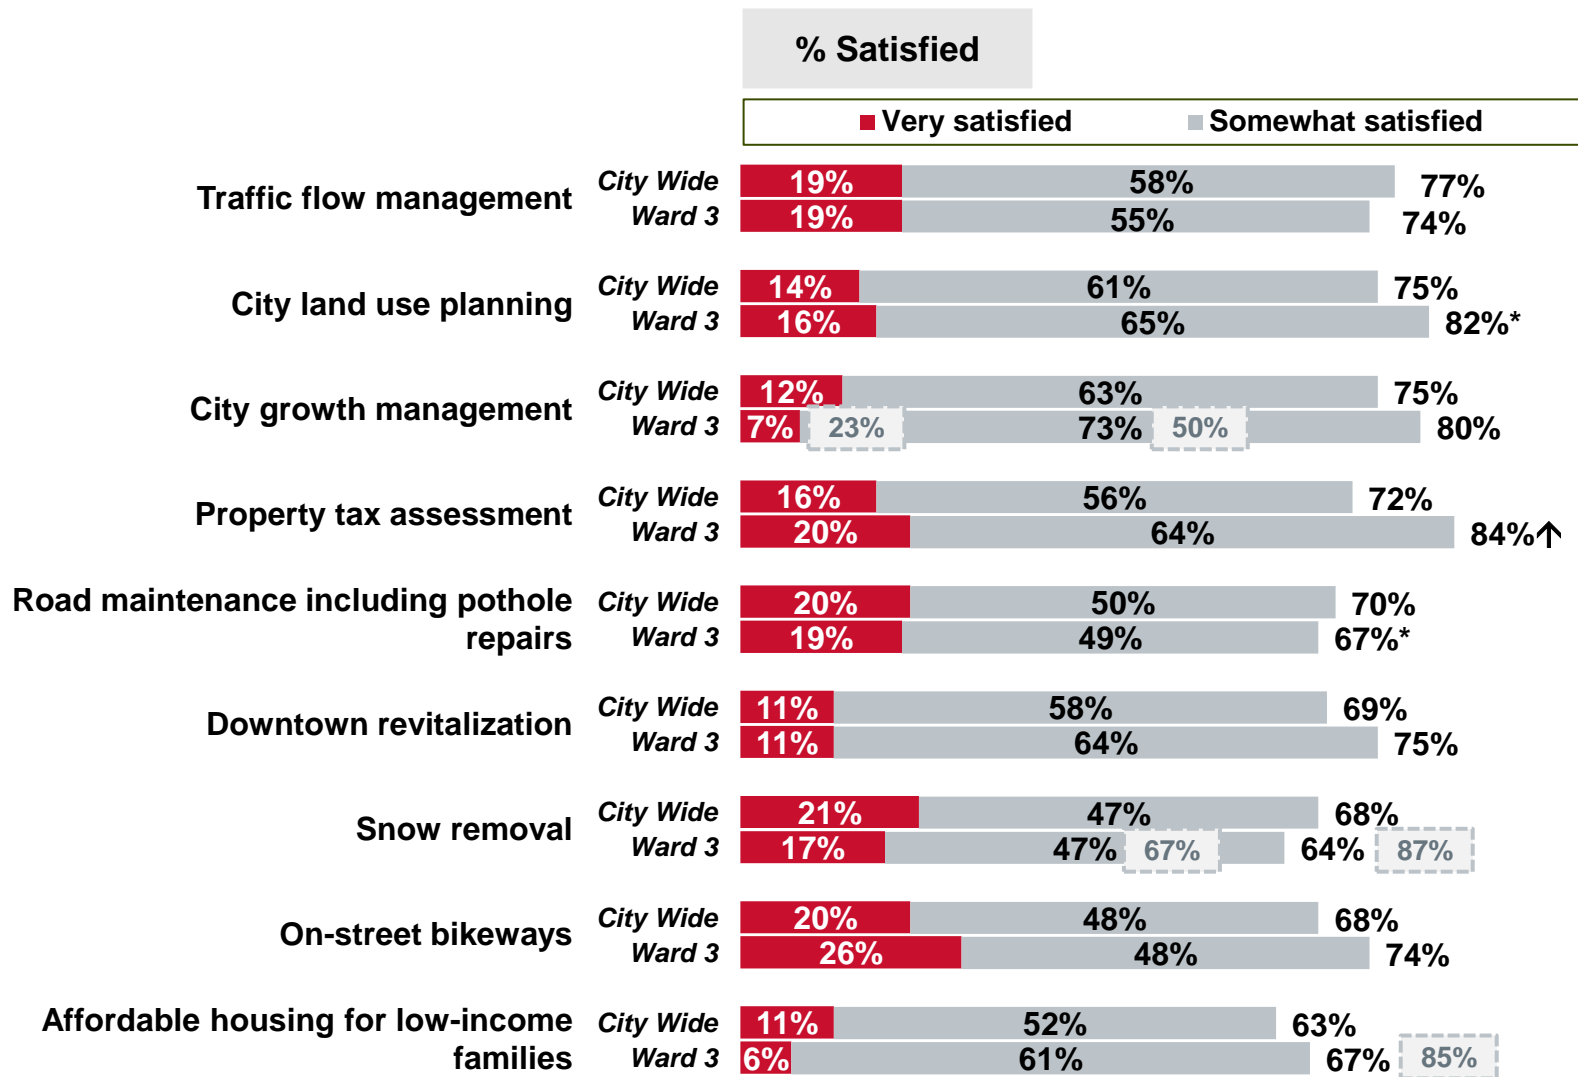 % Satisfied
Very satisfied Somewhat satisfied
Traffic flow management
City Wide 19% 58% 77%
Ward 3 19% 55% 74%
City land use planning
City Wide 14% 61% 75%
Ward 3 16% 65% 82%*
City growth management
City Wide 12% 63% 75%
Ward 3 7% 23% 73% 50% 80%
Property tax assessment
City Wide 16% 56% 72%
Ward 3 20% 64% 84%↑
Road maintenance including pothole
repairs
City Wide 20% 50% 70%
Ward 3 19% 49% 67%*
Downtown revitalization
City Wide 11% 58% 69%
Ward 3 11% 64% 75%
Snow removal
City Wide 21% 47% 68%
Ward 3 17% 47% 67% 64% 87%
On-street bikeways
City Wide 20% 48% 68%
Ward 3 26% 48% 74%
Affordable housing for low-income
families
City Wide 11% 52% 63%
Ward 3 6% 61% 67% 85%